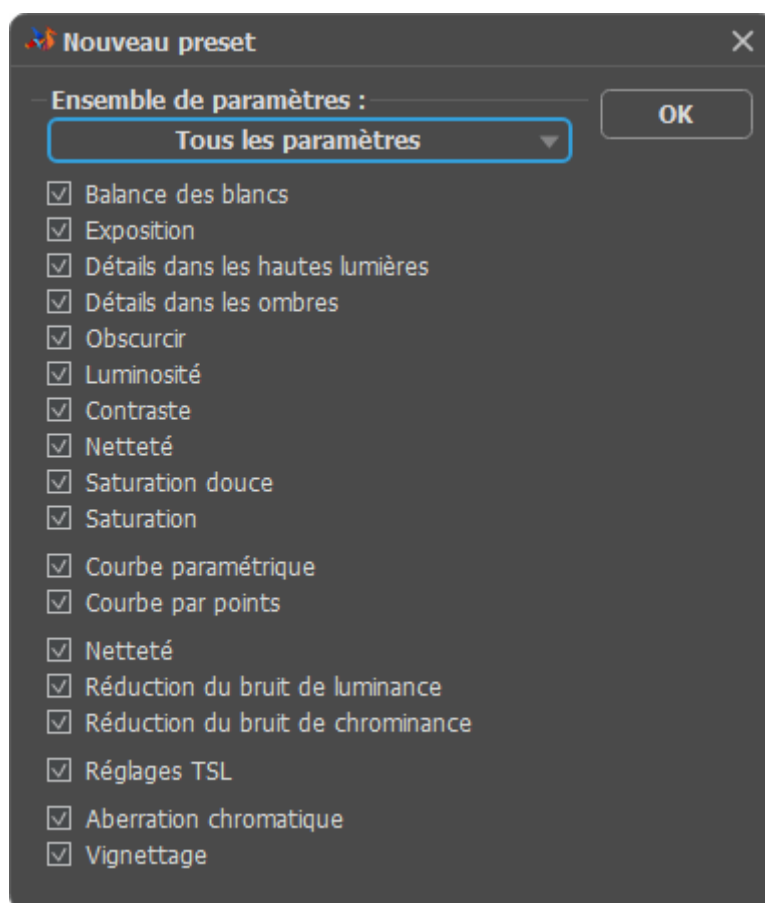 Nouveau preset
Ensemble de paramètres :
OK
Tous les paramètres
Balance des blancs
Exposition
Détails dans les hautes lumières
Détails dans les ombres
Obscurcir
Luminosité
Contraste
Netteté
Saturation douce
Saturation
Courbe paramétrique
Courbe par points
Netteté
Réduction du bruit de luminance
Réduction du bruit de chrominance
Réglages TSL
Aberration chromatique
Vignettage